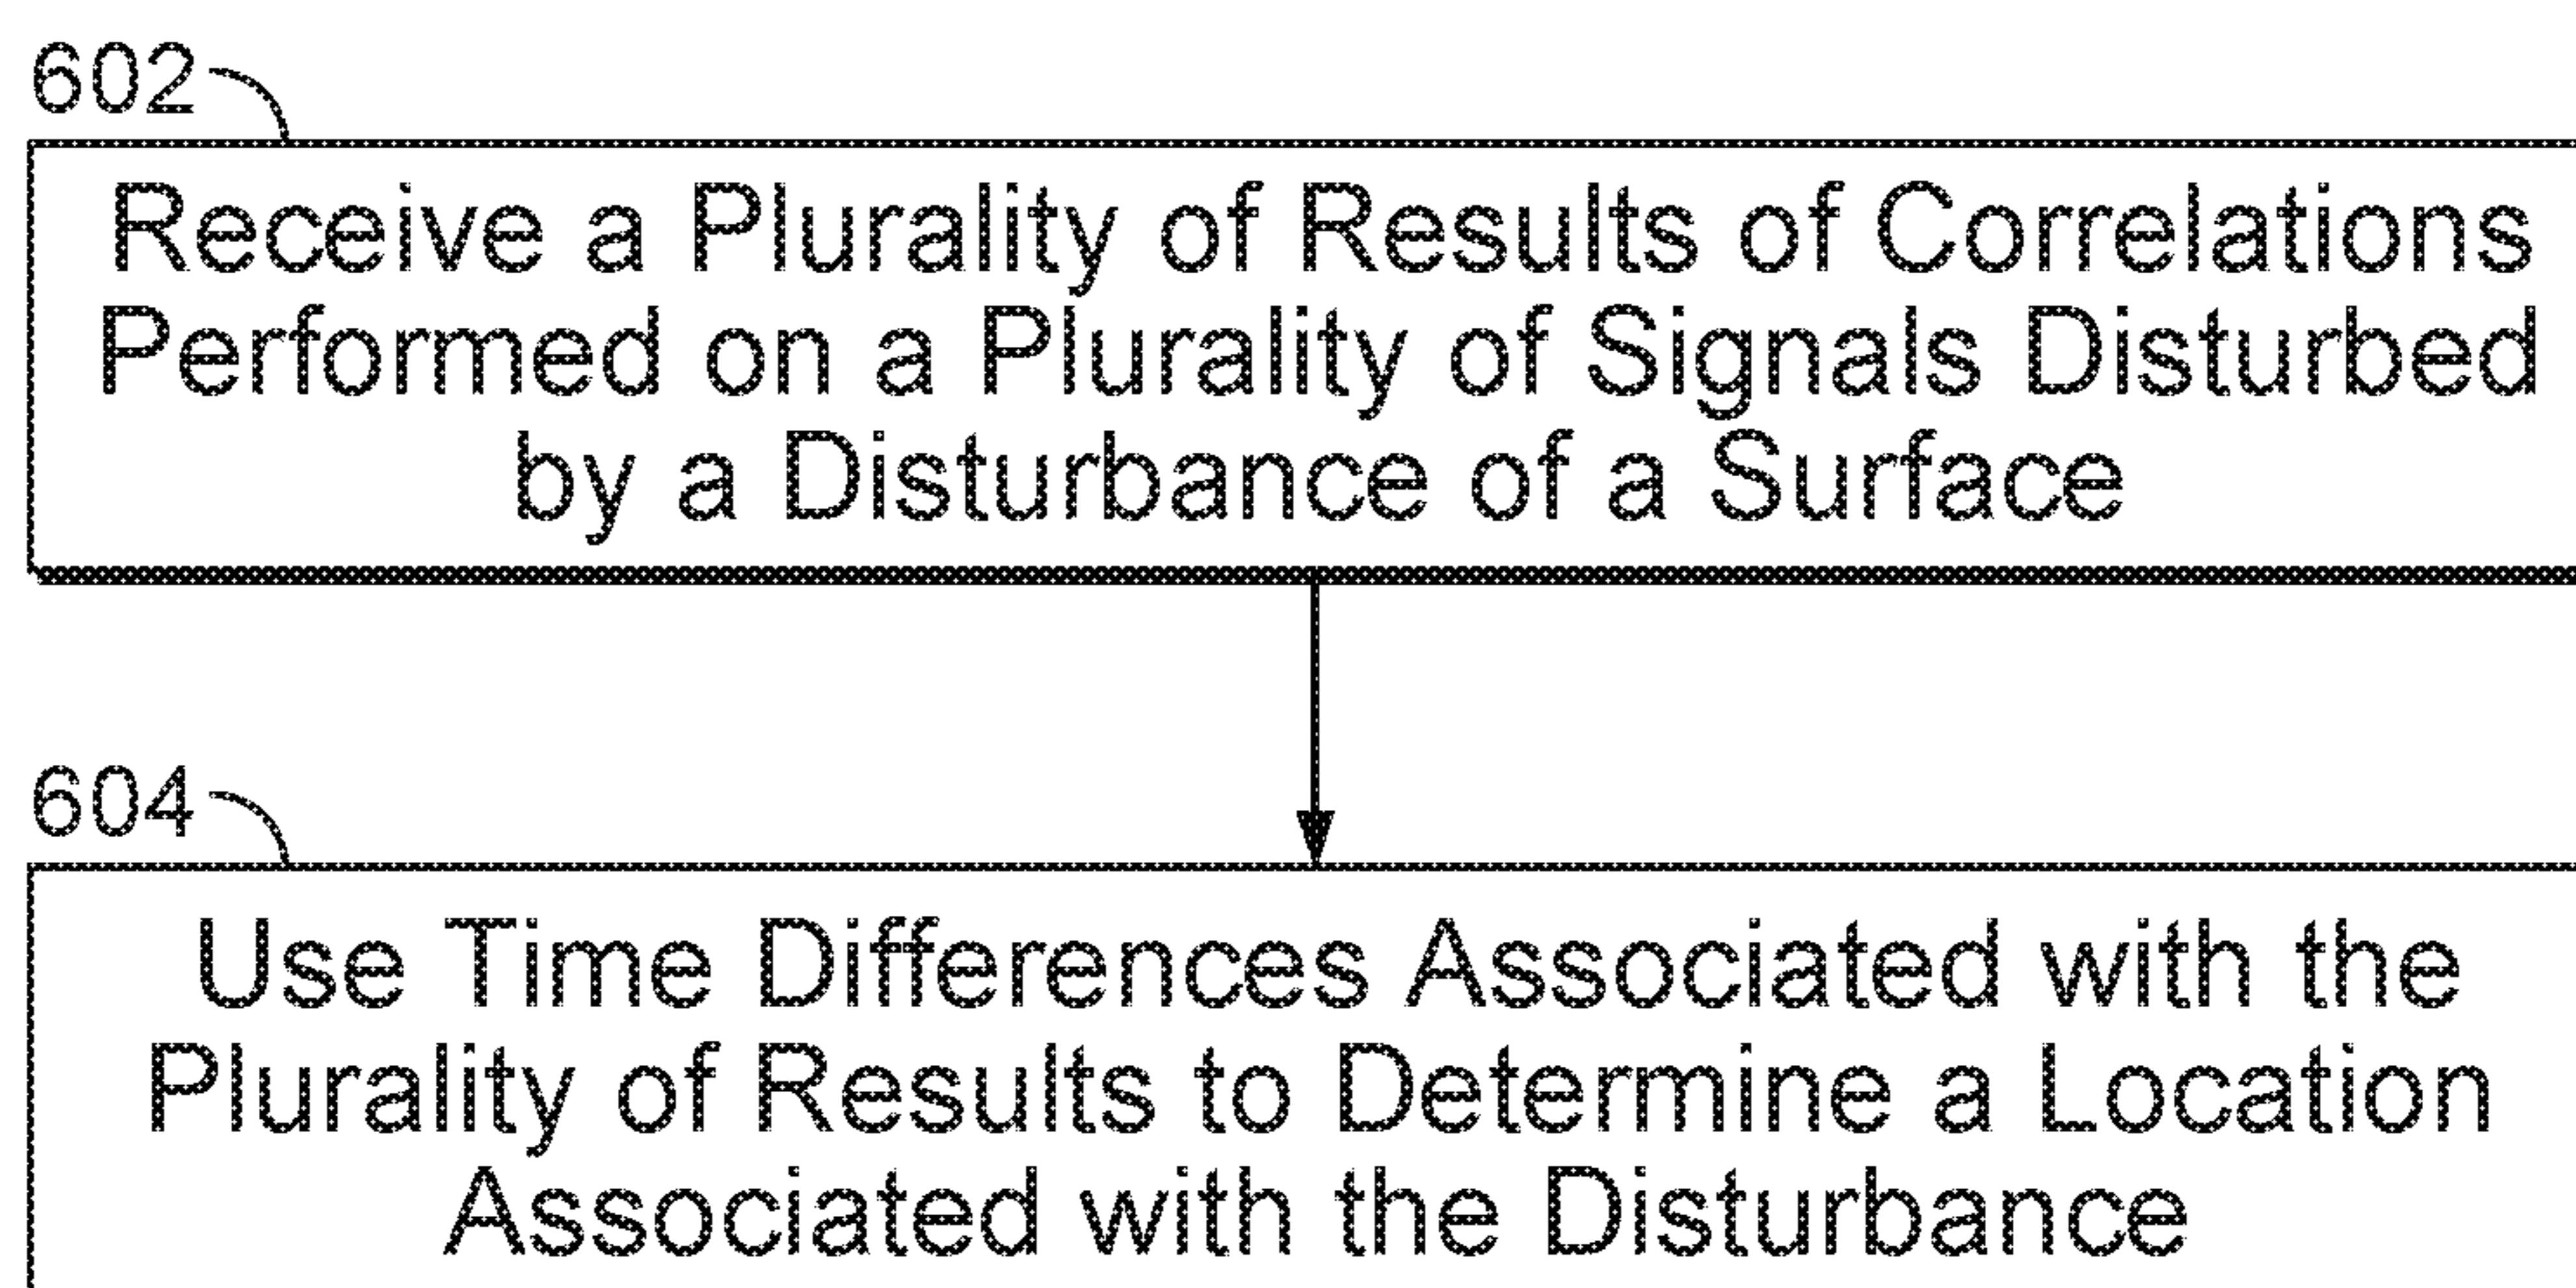 602
Receive a Plurality of Results of Correlations
Performed on a Plurality of Signals Disturbed
by a Disturbance of a Surface
604
Use Time Differences Associated with the
Plurality of Results to Determine a Location
Associated with the Disturbance